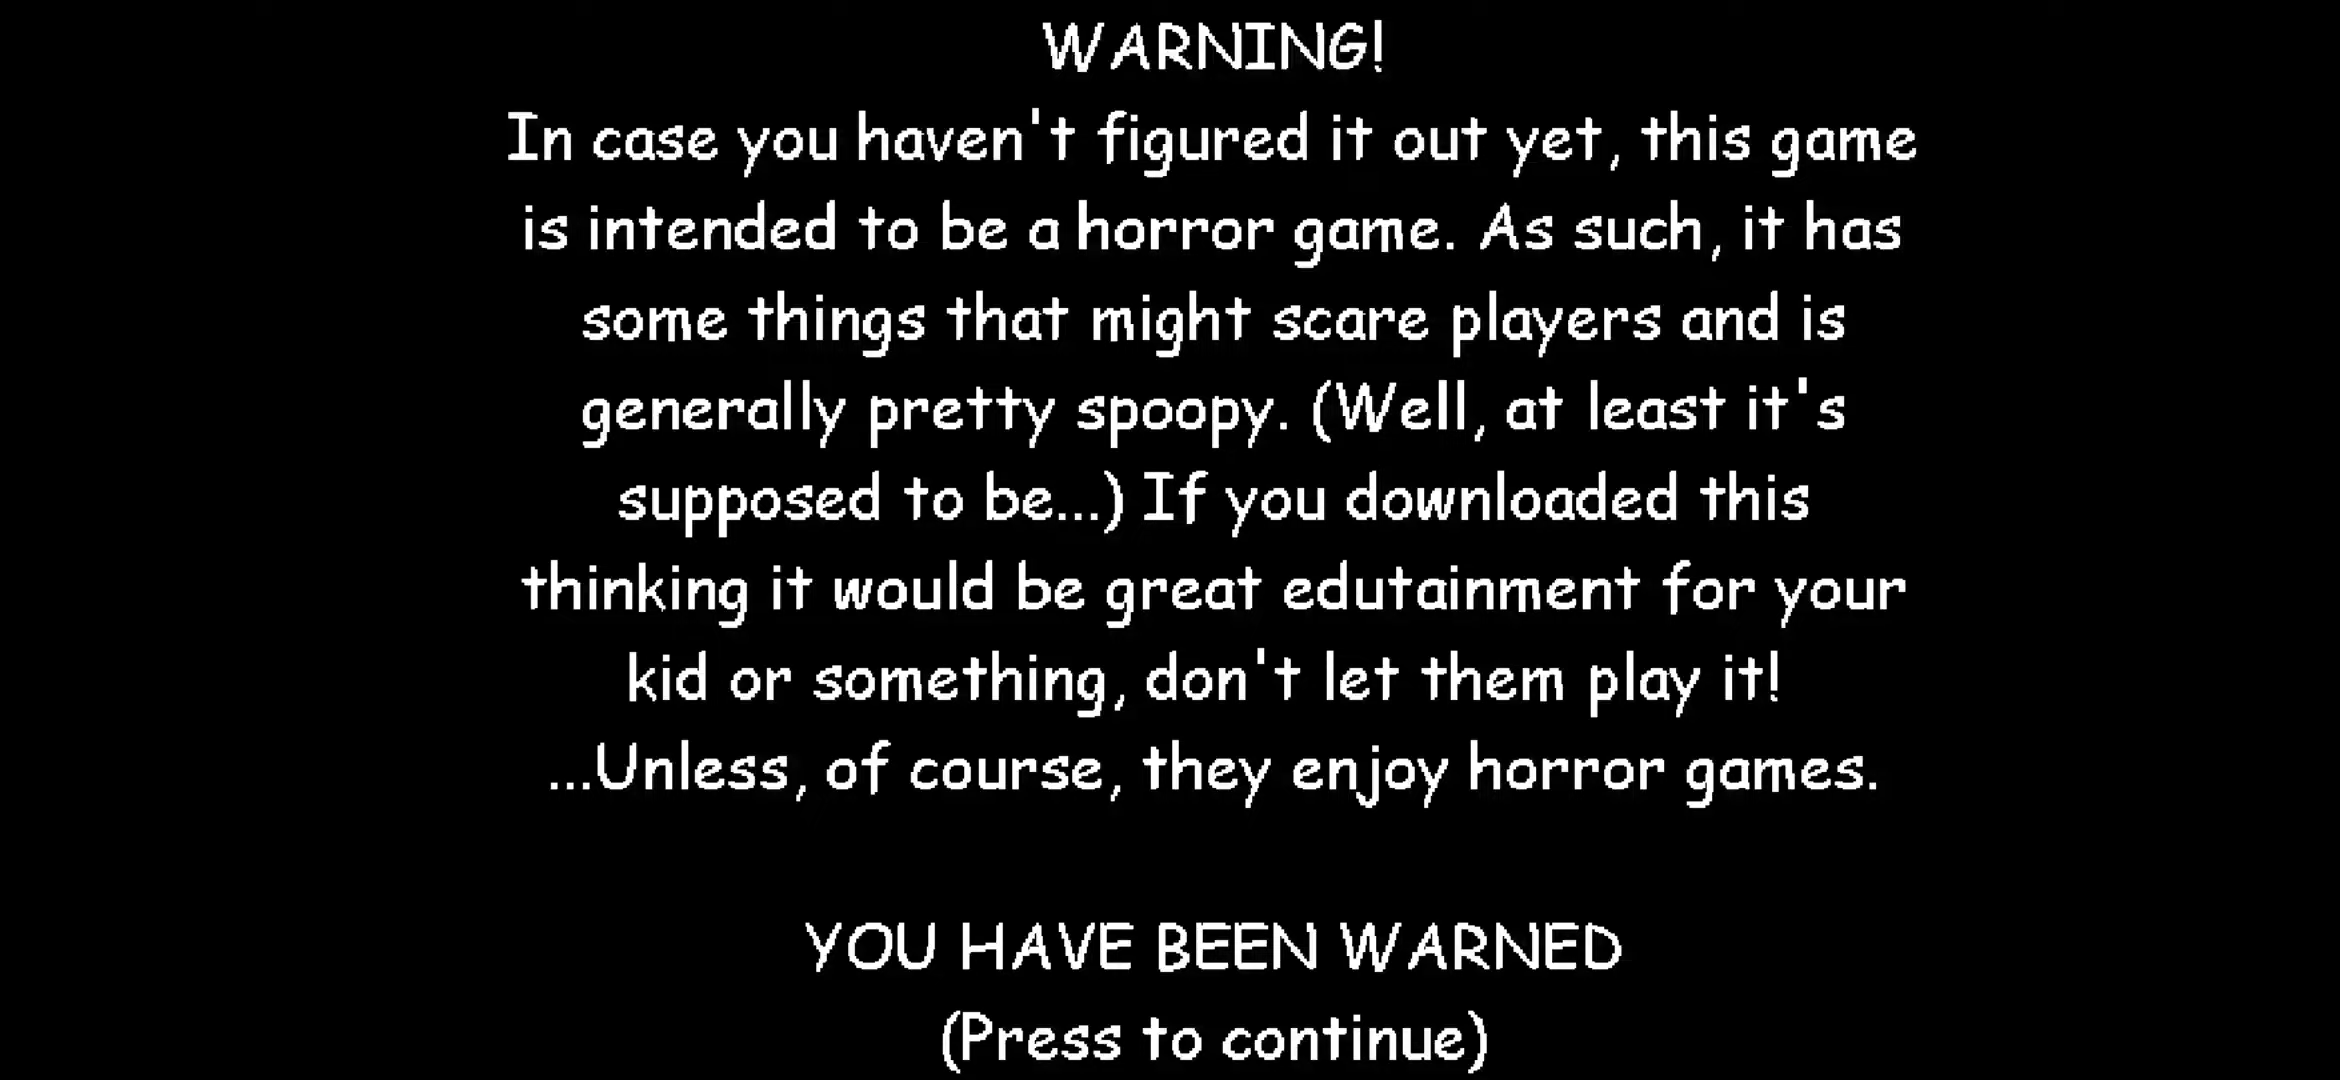 WARNING!
In case you haven't figured it out yet, this game
is intended to be a horror game. As such, it has
some things that might scare players and is
generally pretty spoopy. (Well, at least it's
supposed to be...) If you downloaded this
thinking it would be great edutainment for your
kid or something, don't let them play it!
...Unless, of course, they enjoy horror games.
YOU HAVE BEEN WARNED
(Press to continue)